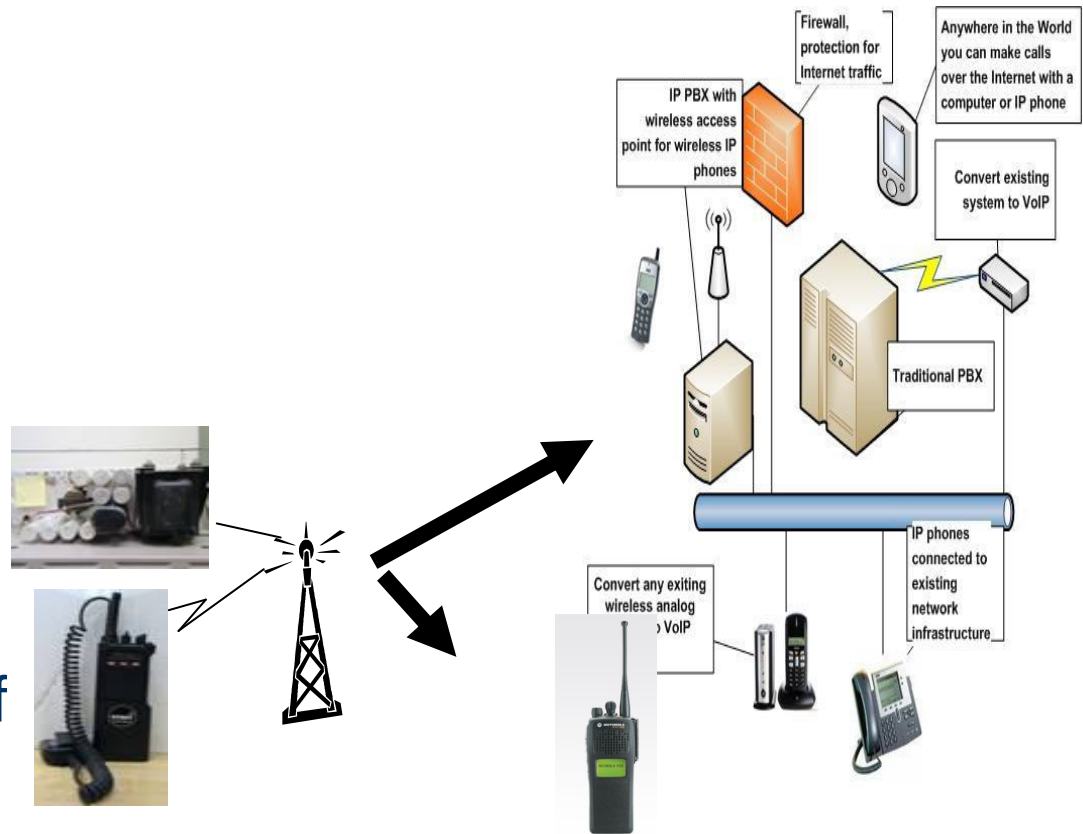 Firewall,
protection for
Internet traffic
Anywhere in the World
you can make calls
over the Internet with a
computer or IP phone
IP PBX with
wireless access
point for wireless IP
phones
Convert existing
system to VoIP
Traditional PBX
IP phones
connected to
existing
network
infrastructure
Convert any exiting
wireless analog
to VoIP
MOTOROLA
f